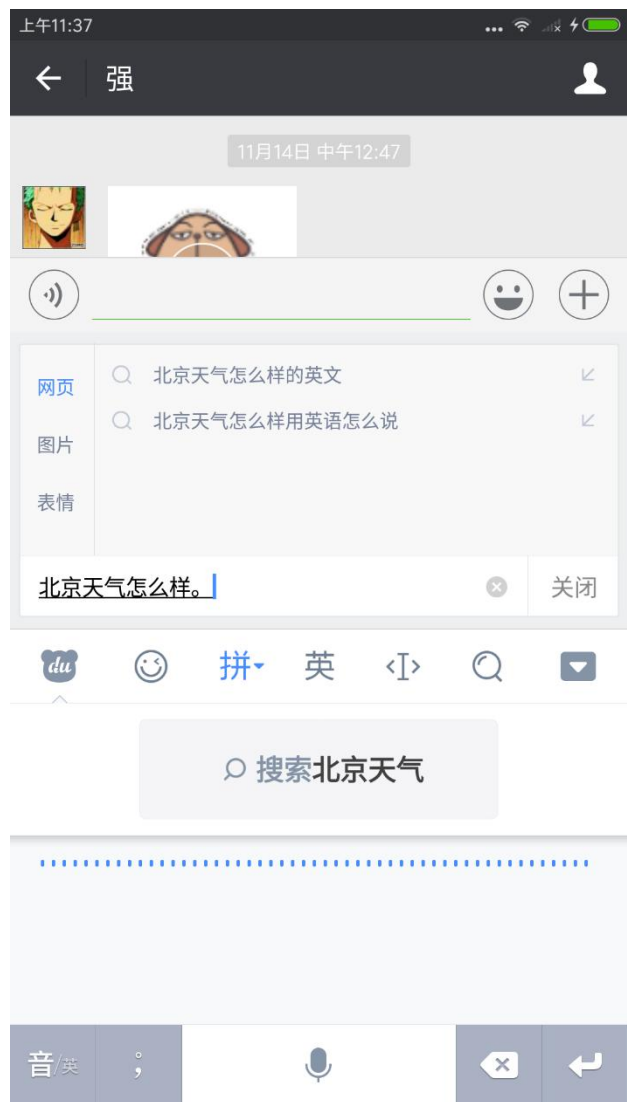 上午11:37
强
11月14日 中午12:47
网页
北京天气怎么样的英文
北京天气怎么样用英语怎么说
图片
表情
北京天气怎么样。
关闭
du
拼
英
搜索北京天气
音/英
；